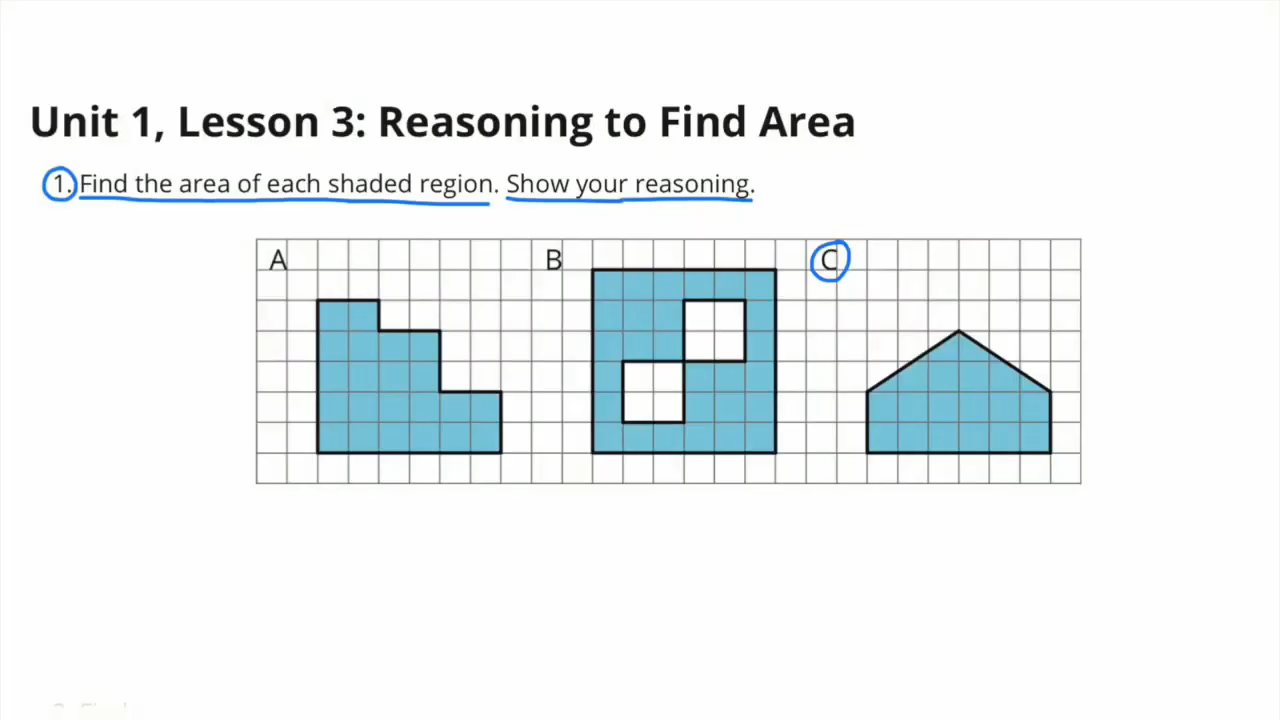 Unit 1, Lesson 3: Reasoning to Find Area
1. Find the area of each shaded region. Show your reasoning.
A B C